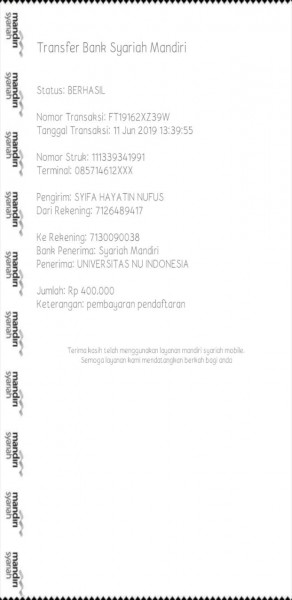 Transfer Bank Syariah Mandiri
Status: BERHASIL
Nomor Transaksi: FT19162XZ39W
Tanggal Transaksi: 11 Jun 2019 13:39:55
Nomor Struk: 111339341991
Terminal: 085714612XXX
Pengirim: SYIFA HAYATIN NUFUS
Dari Rekening: 7126489417
Ke Rekening: 7130090038
Bank Penerima: Syariah Mandiri
Penerima: UNIVERSITAS NU INDONESIA
Jumlah: Rp 400,000
Keterangan: pembayaran pendaftaran
Terima kasih telah menggunakan layanan mandiri syariah mobile.
Semoga layanan kami mendatangkan berkah bagi anda
mandiri
syariah
mandiri
syariah
mandiri
syariah
mandiri
syariah
mandiri
syariah
mandiri
syariah
mandiri
syariah
mandiri
syariah
mandiri
syariah
mandiri
syariah